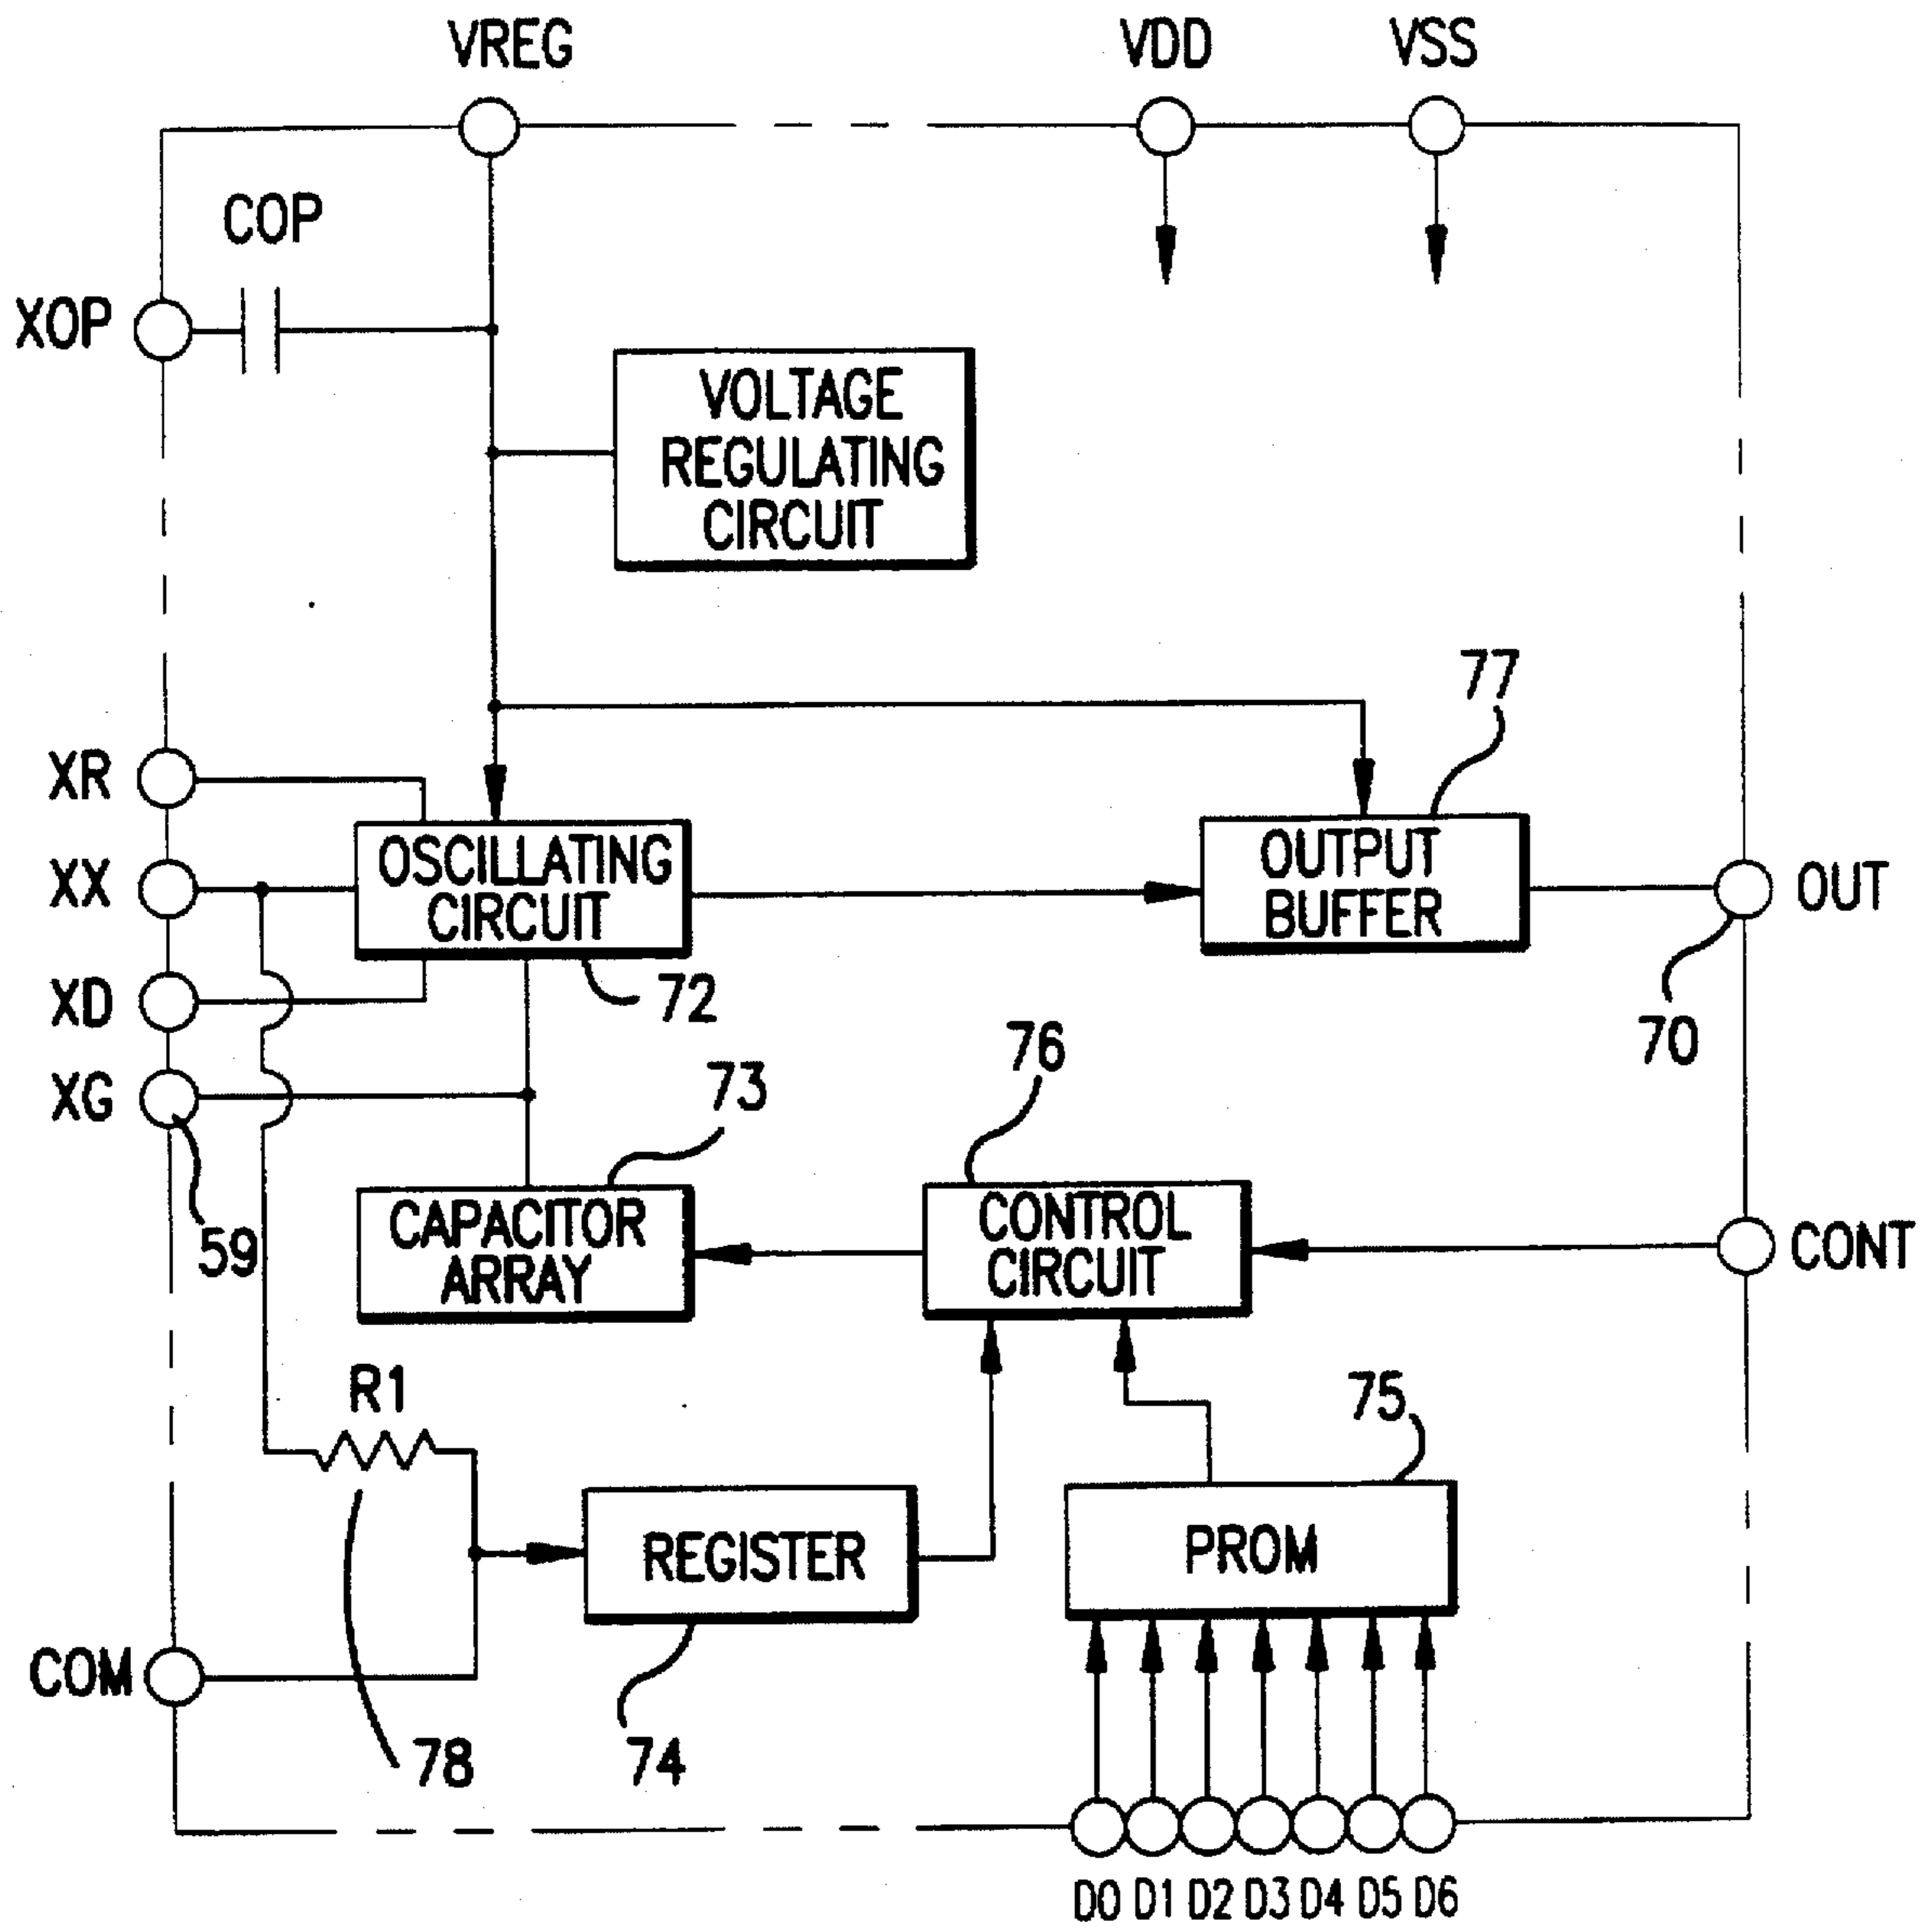 VREG
VDD
VSS
COP
XOP
VOLTAGE
REGULATING
CIRCUIT
77
XR
XX
OSCILLATING
CIRCUIT
OUTPUT
BUFFER
OUT
XD
72
70
XG
73
76
59
CAPACITOR
ARRAY
CONTROL
CIRCUIT
CONT
R1
75
REGISTER
PROM
COM
78
74
D0 D1 D2 D3 D4 D5 D6